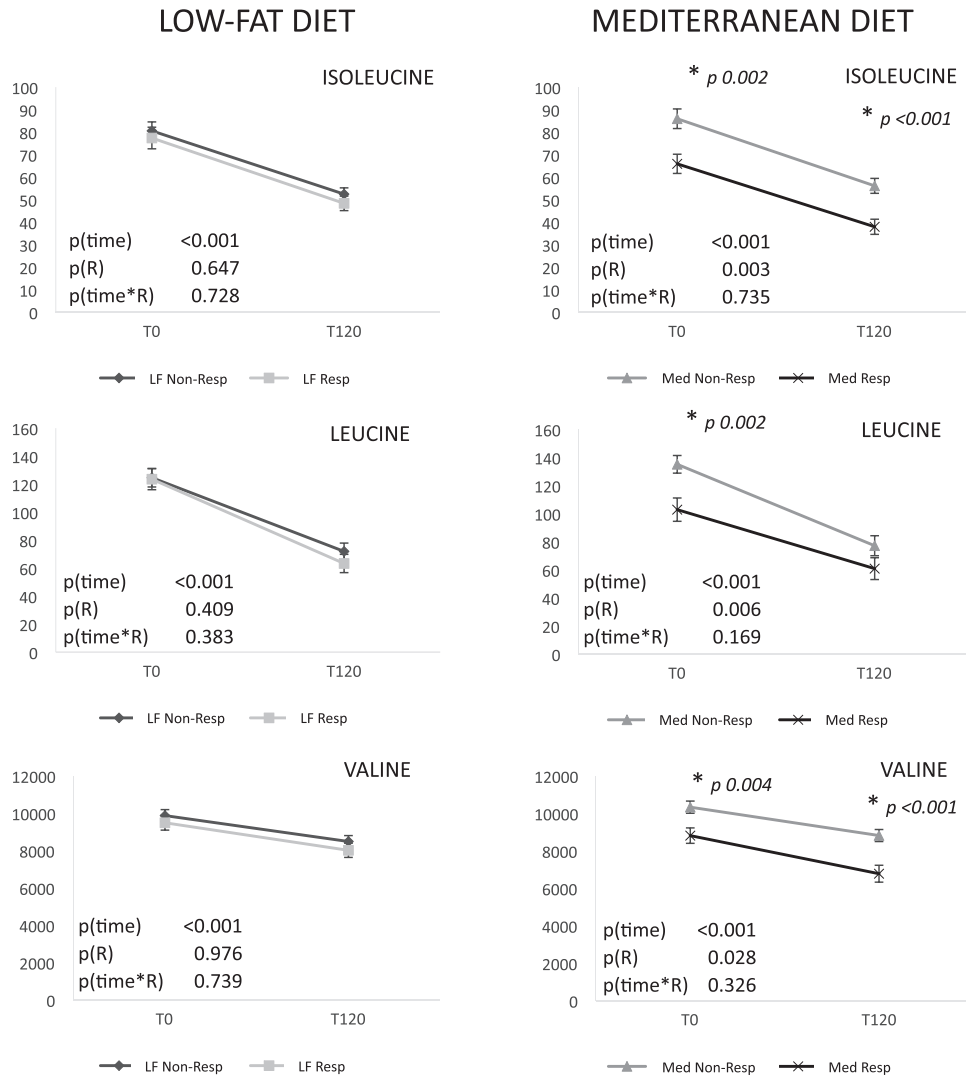 LOW-FAT DIET
MEDITERRANEAN DIET
ISOLEUCINE
100
90
80
70
60
50
40
30
20
10
0
p(time) <0.001
p(R) 0.647
p(time*R) 0.728
T0 T120
LF Non-Resp LF Resp
* p 0.002
ISOLEUCINE
* p <0.001
100
90
80
70
60
50
40
30
20
10
0
p(time) <0.001
p(R) 0.003
p(time*R) 0.735
T0 T120
Med Non-Resp Med Resp
LEUCINE
160
140
120
100
80
60
40
20
0
p(time) <0.001
p(R) 0.409
p(time*R) 0.383
T0 T120
LF Non-Resp LF Resp
* p 0.002
LEUCINE
160
140
120
100
80
60
40
20
0
p(time) <0.001
p(R) 0.006
p(time*R) 0.169
T0 T120
Med Non-Resp Med Resp
VALINE
12000
10000
8000
6000
4000
2000
0
p(time) <0.001
p(R) 0.976
p(time*R) 0.739
T0 T120
LF Non-Resp LF Resp
VALINE
* p 0.004
* p <0.001
12000
10000
8000
6000
4000
2000
0
p(time) <0.001
p(R) 0.028
p(time*R) 0.326
T0 T120
Med Non-Resp Med Resp